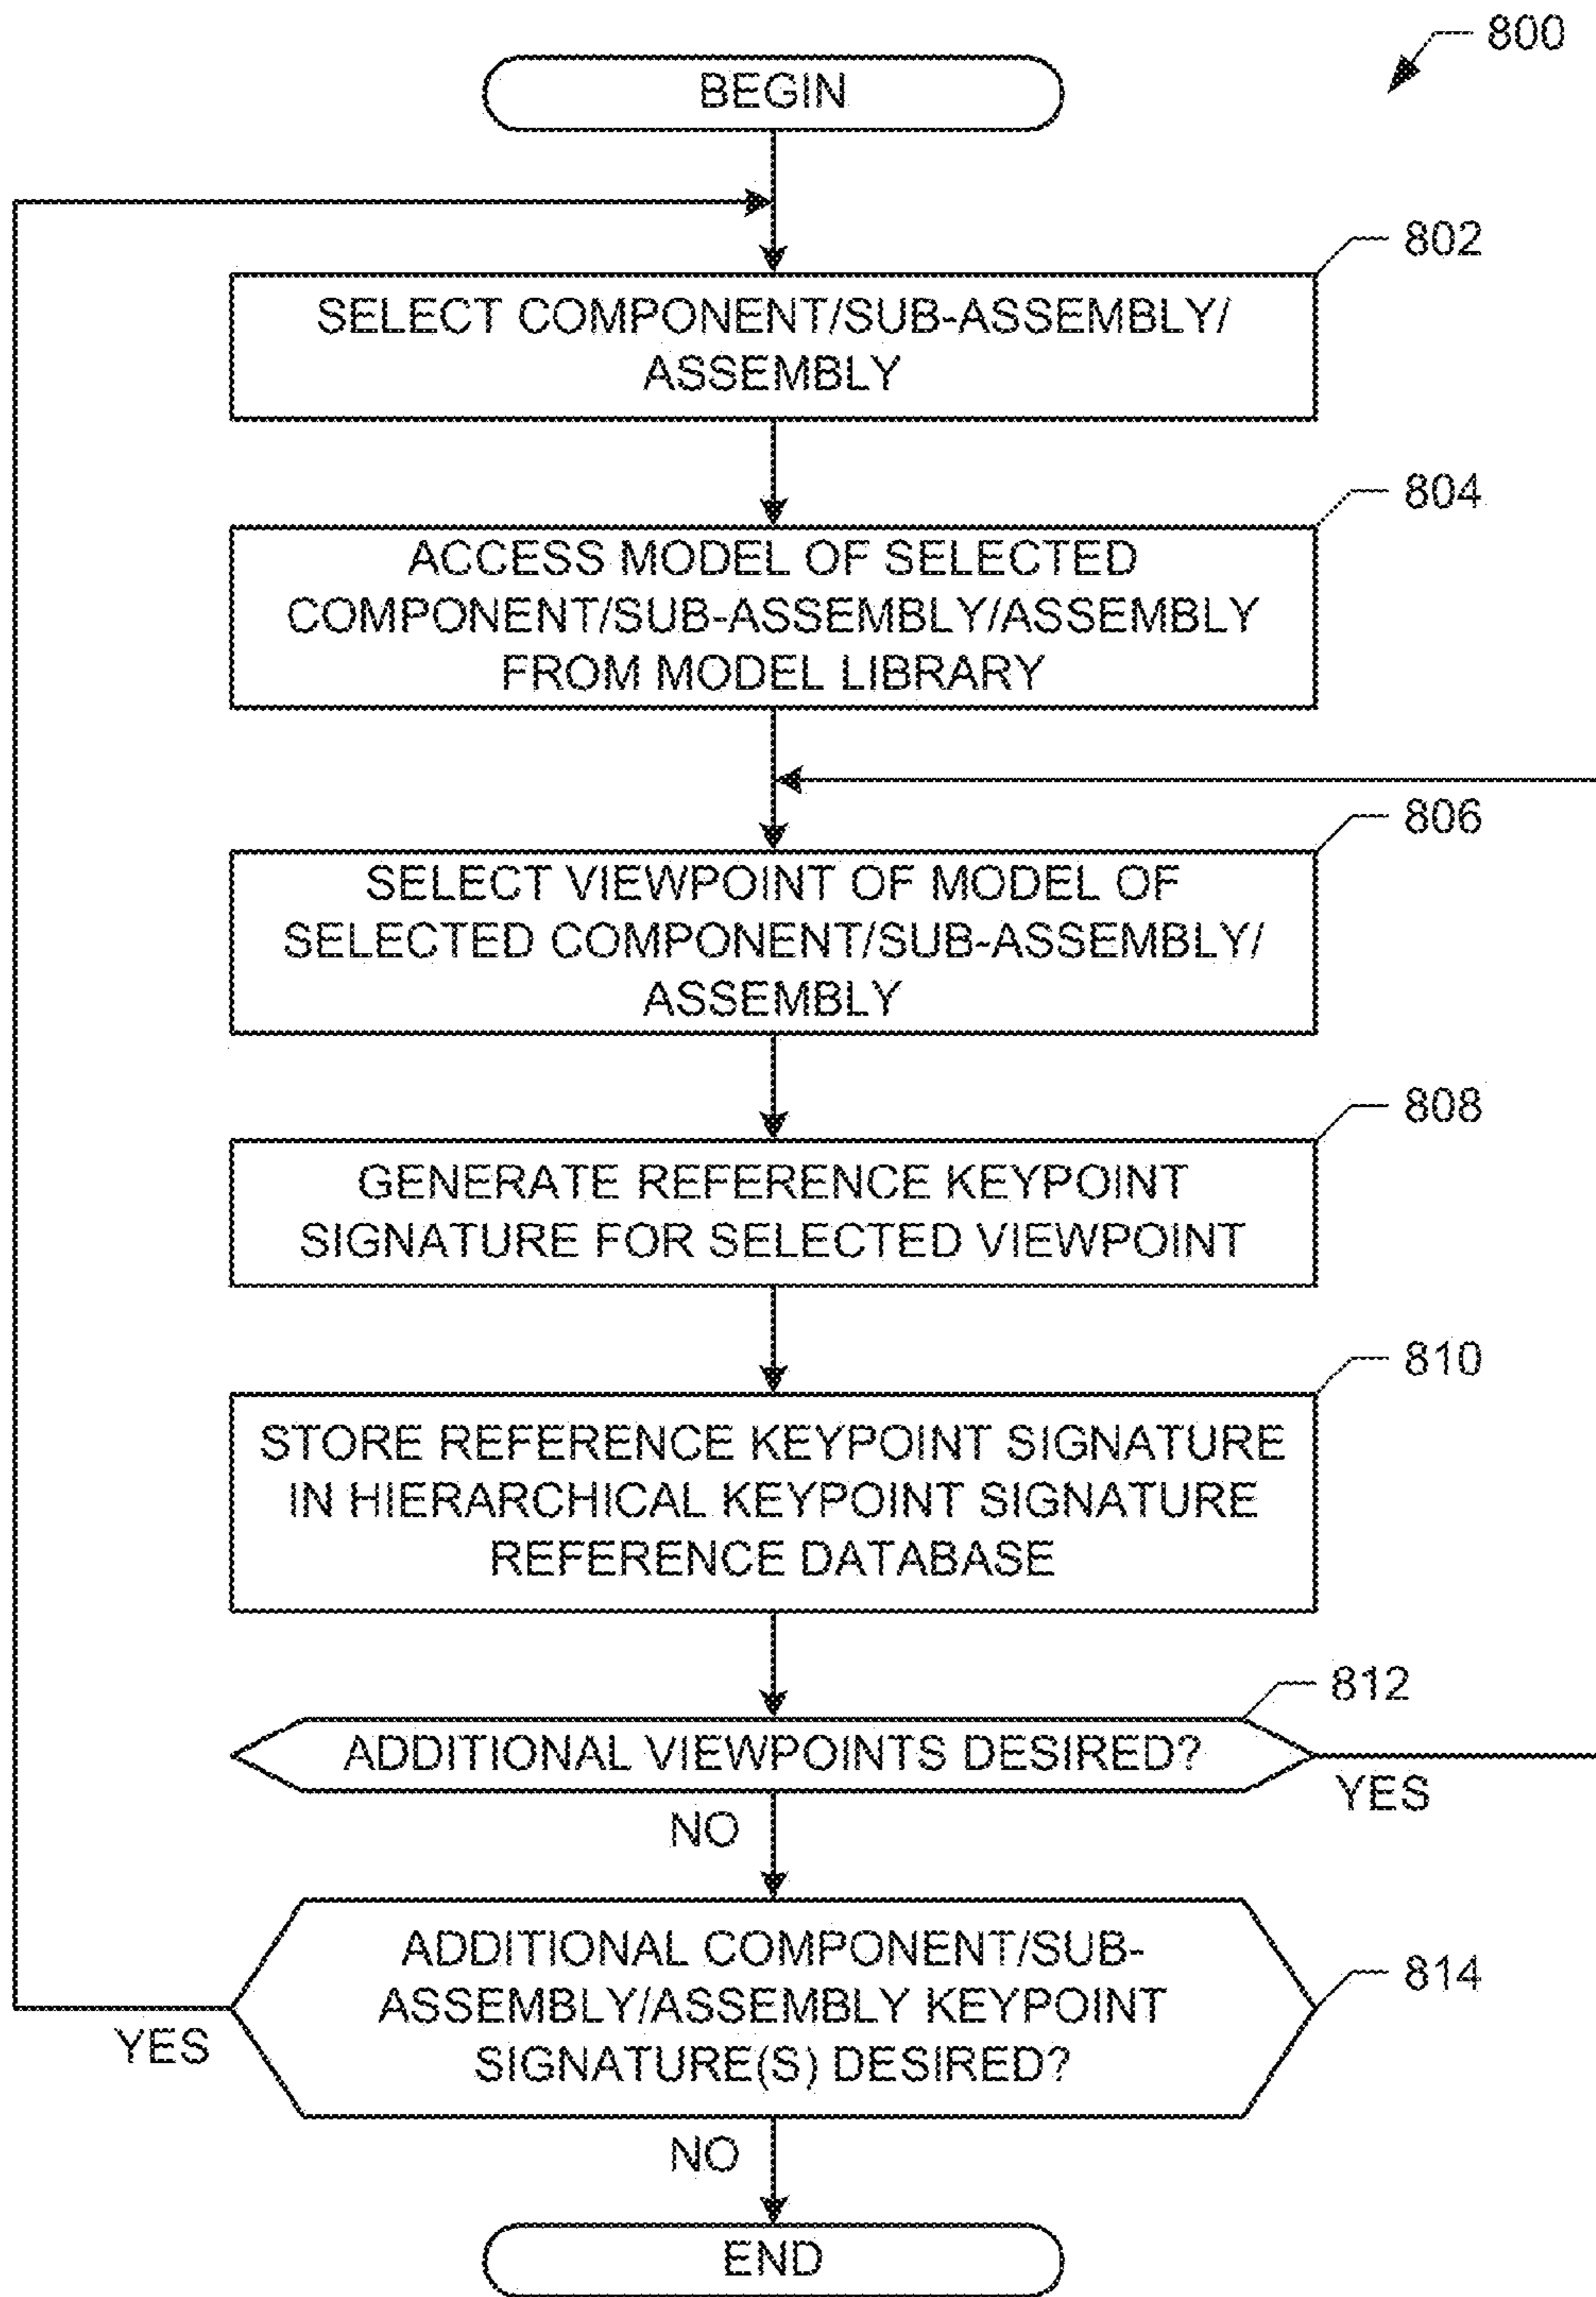 800
BEGIN
802
SELECT COMPONENT/SUB-ASSEMBLY/
ASSEMBLY
804
ACCESS MODEL OF SELECTED
COMPONENT/SUB-ASSEMBLY/ASSEMBLY
FROM MODEL LIBRARY
806
SELECT VIEWPOINT OF MODEL OF
SELECTED COMPONENT/SUB-ASSEMBLY/
ASSEMBLY
808
GENERATE REFERENCE KEYPOINT
SIGNATURE FOR SELECTED VIEWPOINT
810
STORE REFERENCE KEYPOINT SIGNATURE
IN HIERARCHICAL KEYPOINT SIGNATURE
REFERENCE DATABASE
812
ADDITIONAL VIEWPOINTS DESIRED?
YES
NO
ADDITIONAL COMPONENT/SUB-
ASSEMBLY/ASSEMBLY KEYPOINT
SIGNATURE(S) DESIRED?
814
YES
NO
END